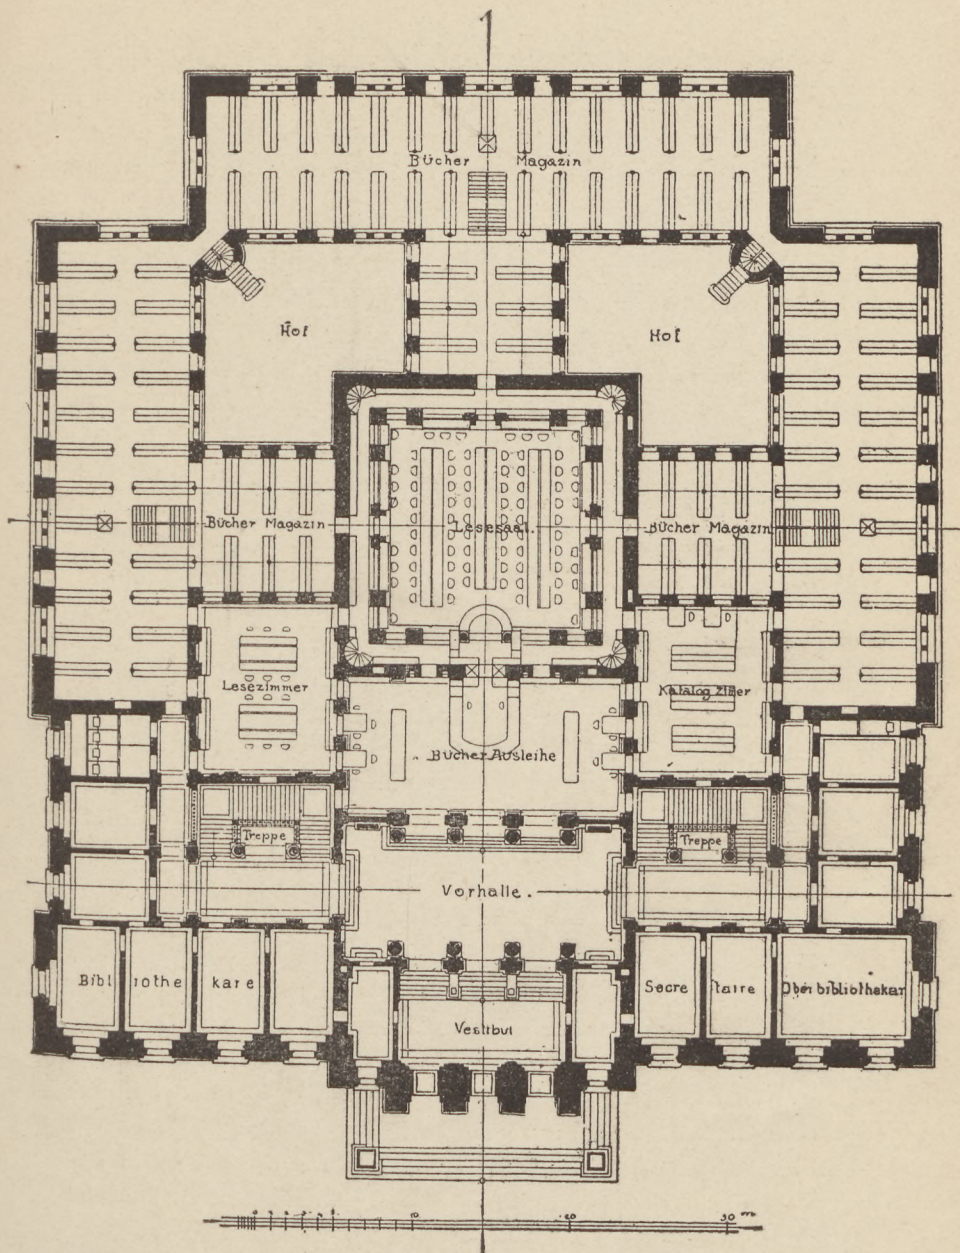 Bücher Magazin
Hof
Hof
Bücher Magazin
Lesesaal.
Bücher Magazin
Lesezimmer
Katalog Zimer
Bücher Ausleihe
Treppe
Treppe
Vorhalle.
Bibl iothe kare
Secre taire
Oberbibliothekar
Vestibul
10 20 30 m